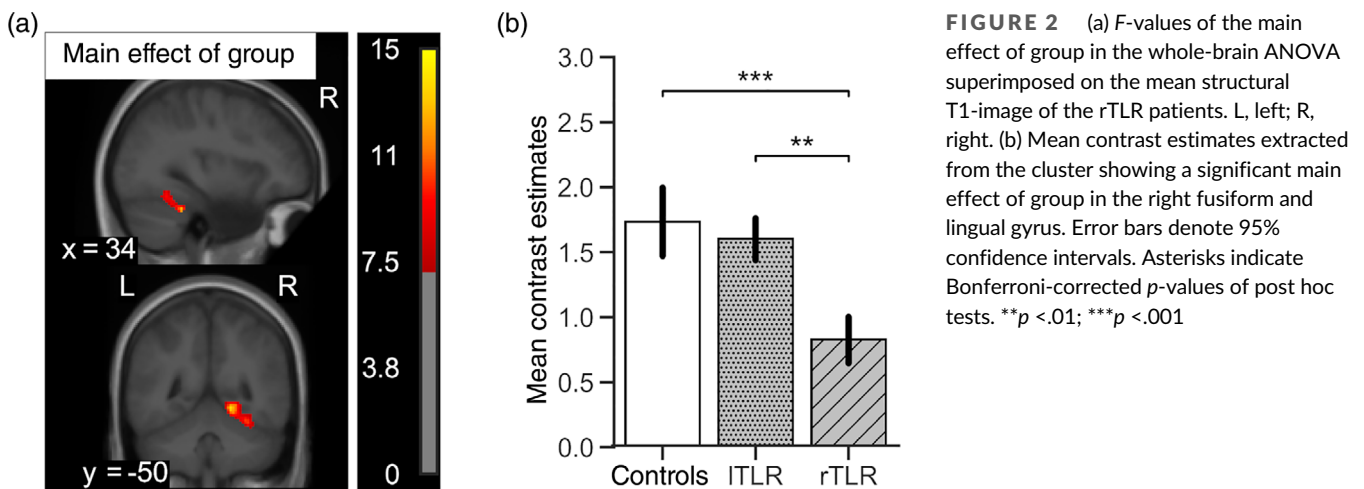 (a)
Main effect of group
R
x = 34
L
R
y = -50
15
11
7.5
3.8
0
(b)
Mean contrast estimates
3.0
2.5
2.0
1.5
1.0
0.5
0.0
***
**
Controls
lTLR
rTLR
FIGURE 2 (a) F-values of the main
effect of group in the whole-brain ANOVA
superimposed on the mean structural
T1-image of the rTLR patients. L, left; R,
right. (b) Mean contrast estimates extracted
from the cluster showing a significant main
effect of group in the right fusiform and
lingual gyrus. Error bars denote 95%
confidence intervals. Asterisks indicate
Bonferroni-corrected p-values of post hoc
tests. **p <.01; ***p <.001